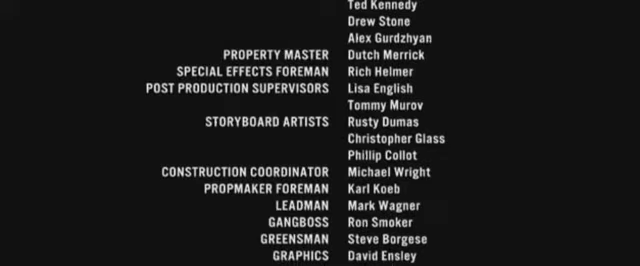 Ted Kennedy
Drew Stone
Alex Gurdzhyan
PROPERTY MASTER Dutch Merrick
SPECIAL EFFECTS FOREMAN Rich Helmer
POST PRODUCTION SUPERVISORS Lisa English
Tommy Murov
STORYBOARD ARTISTS Rusty Dumas
Christopher Glass
Phillip Collot
CONSTRUCTION COORDINATOR Michael Wright
PROPMAKER FOREMAN Karl Koeb
LEADMAN Mark Wagner
GANGBOSS Ron Smoker
GREENSMAN Steve Borgese
GRAPHICS David Ensley